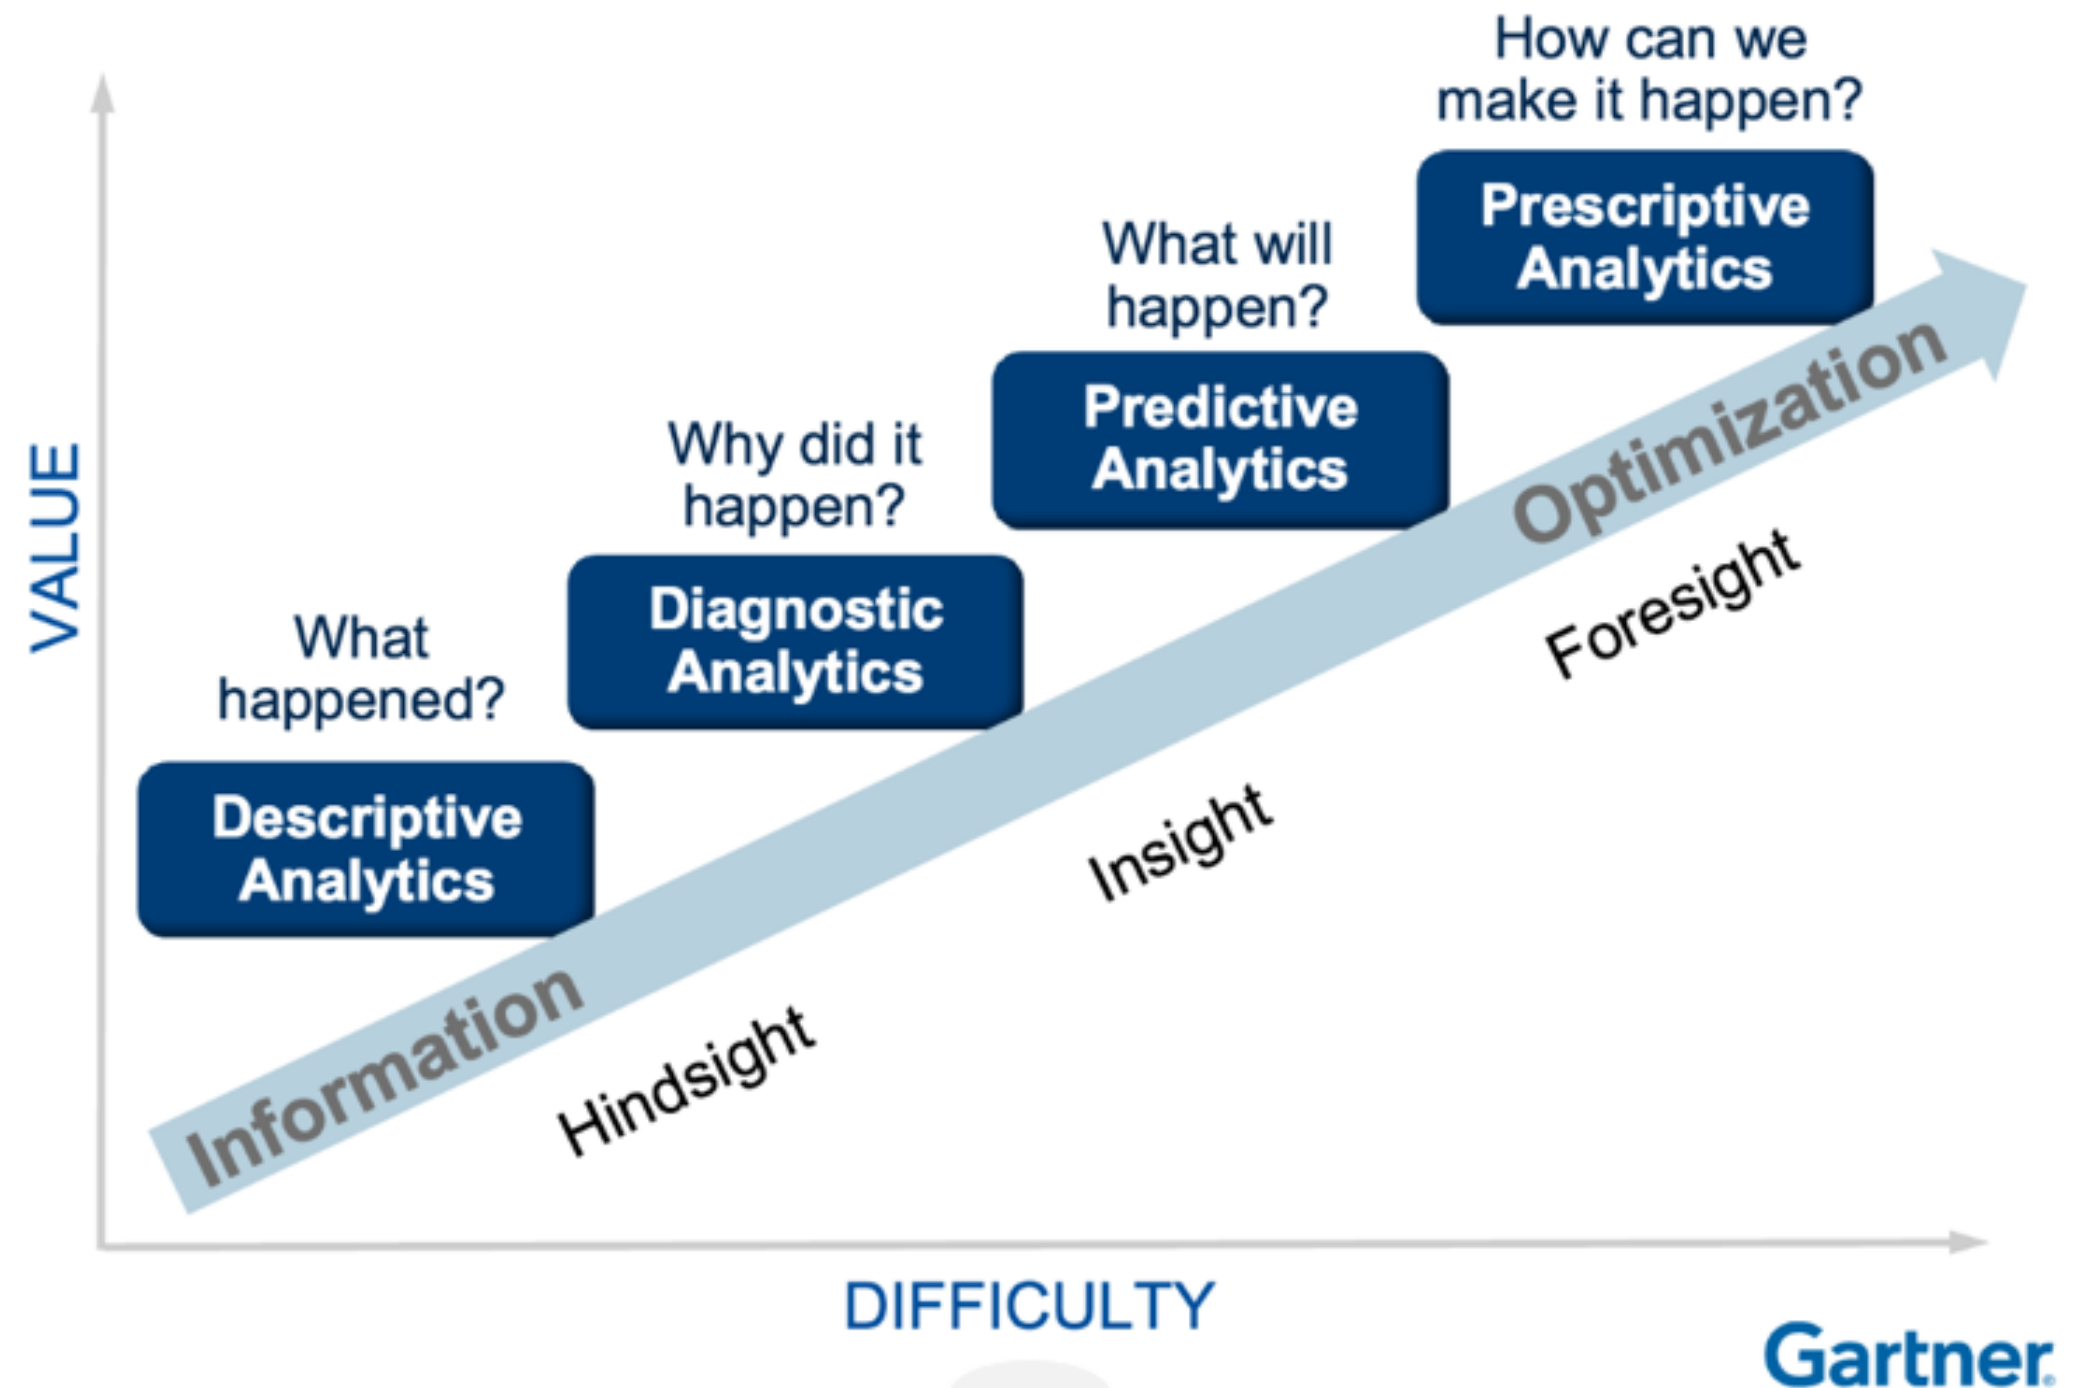 How can we
make it happen?
Prescriptive
Analytics
What will
happen?
Predictive
Analytics
Why did it
happen?
Diagnostic
Analytics
What
happened?
Descriptive
Analytics
VALUE
Information
Optimization
Hindsight
Insight
Foresight
DIFFICULTY
Gartner®